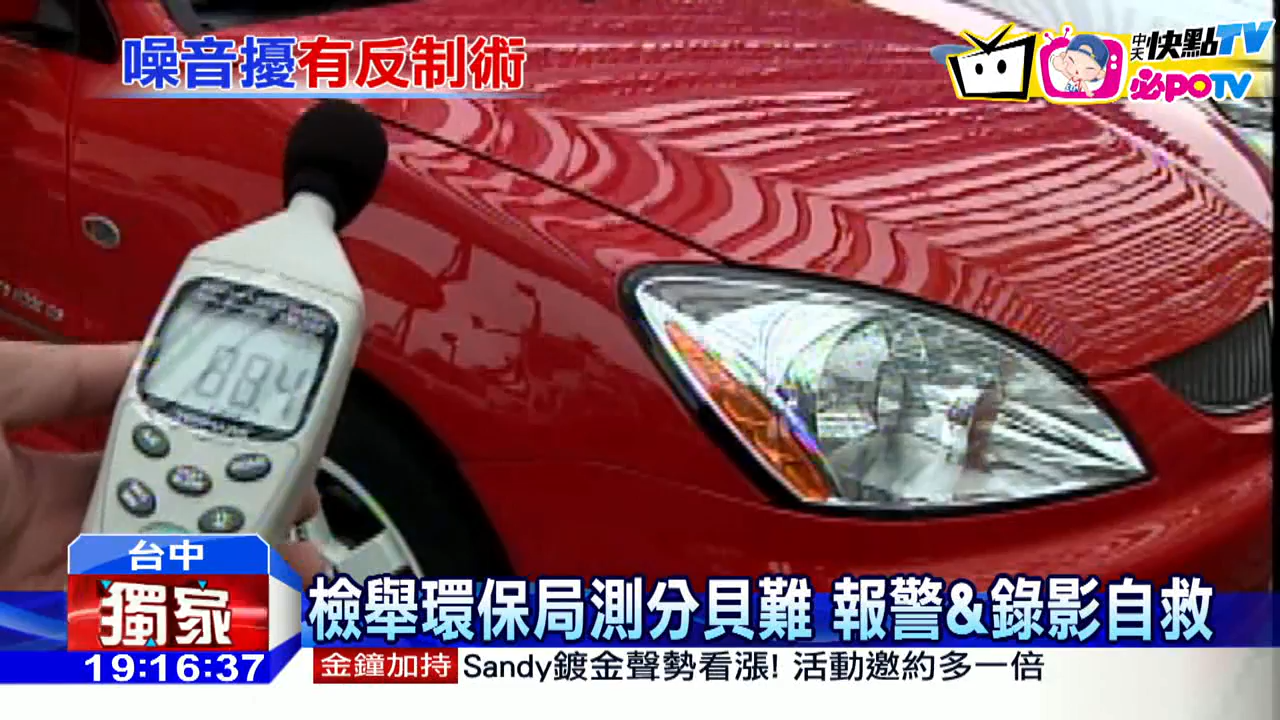 噪音擾有反制術
中天快點TV
必POTV
88.4
台中
獨家
檢舉環保局測分貝難 報警&錄影自救
19:16:37
金鐘加持 Sandy鍍金聲勢看漲! 活動邀約多一倍